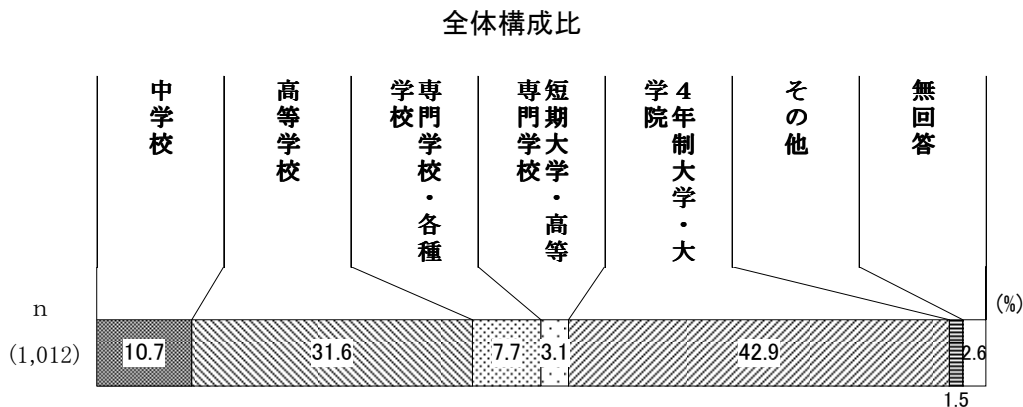 全体構成比
中学校
高等学校
専門学校・各種
学校
短期大学・高等
専門学校
４年制大学・大
学院
その他
無回答
(%)
n
(1,012)
10.7
31.6
7.7
3.1
42.9
2.6
1.5